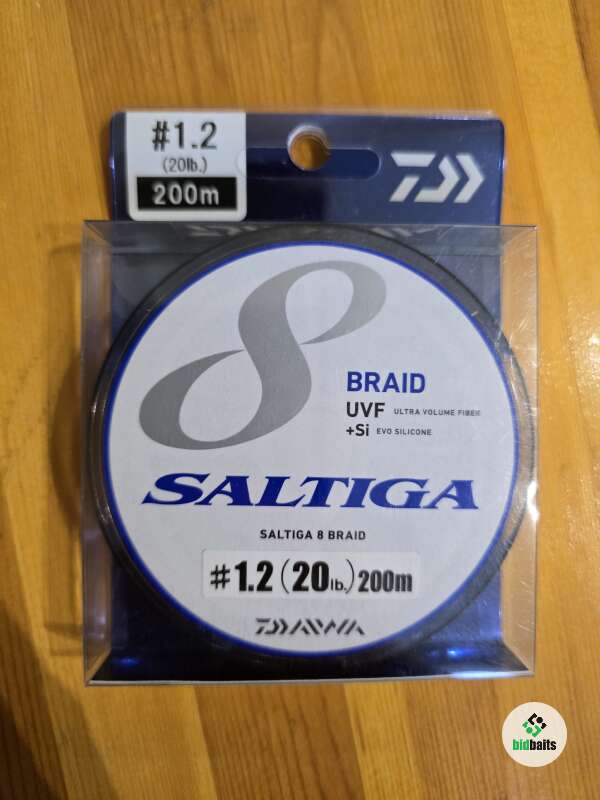 #1.2
(20lb.)
200m
8
BRAID
UVF ULTRA VOLUME FIBER
+Si EVO SILICONE
SALTIGA
SALTIGA 8 BRAID
#1.2(20lb.)200m
DAIWA
bidbaits